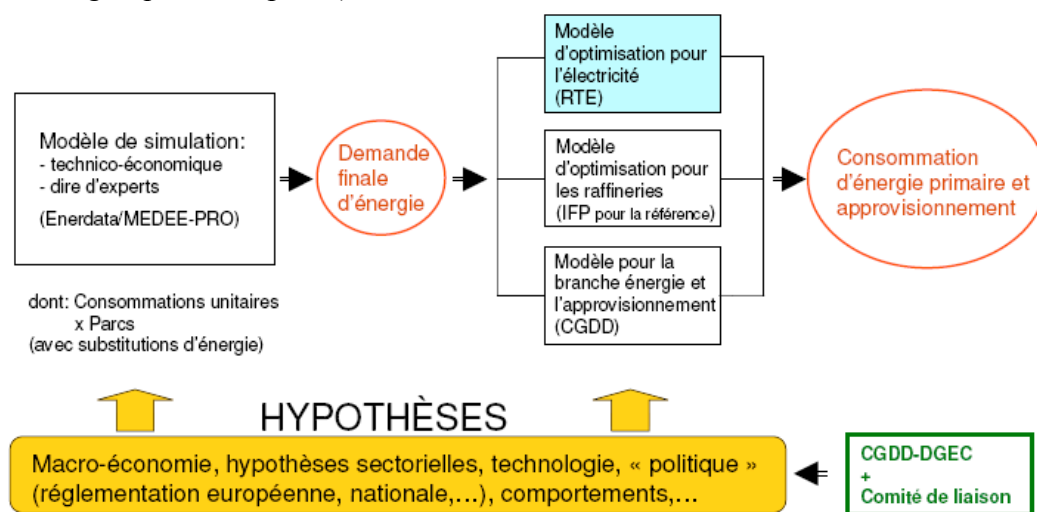 Modèle
d'optimisation pour
l'électricité
(RTE)
Modèle de simulation:
- technico-économique
- dire d'experts
(Enerdata/MEDEE-PRO)
Demande
finale
d'énergie
Modèle
d'optimisation pour
les raffineries
(IFP pour la référence)
Consommation
d'énergie primaire et
approvisionnement
Modèle pour la
branche énergie et
l'approvisionnement
(CGDD)
dont: Consommations unitaires
x Parcs
(avec substitutions d'énergie)
HYPOTHÈSES
Macro-économie, hypothèses sectorielles, technologie, « politique »
(réglementation européenne, nationale,…), comportements,…
CGDD-DGEC
+
Comité de liaison